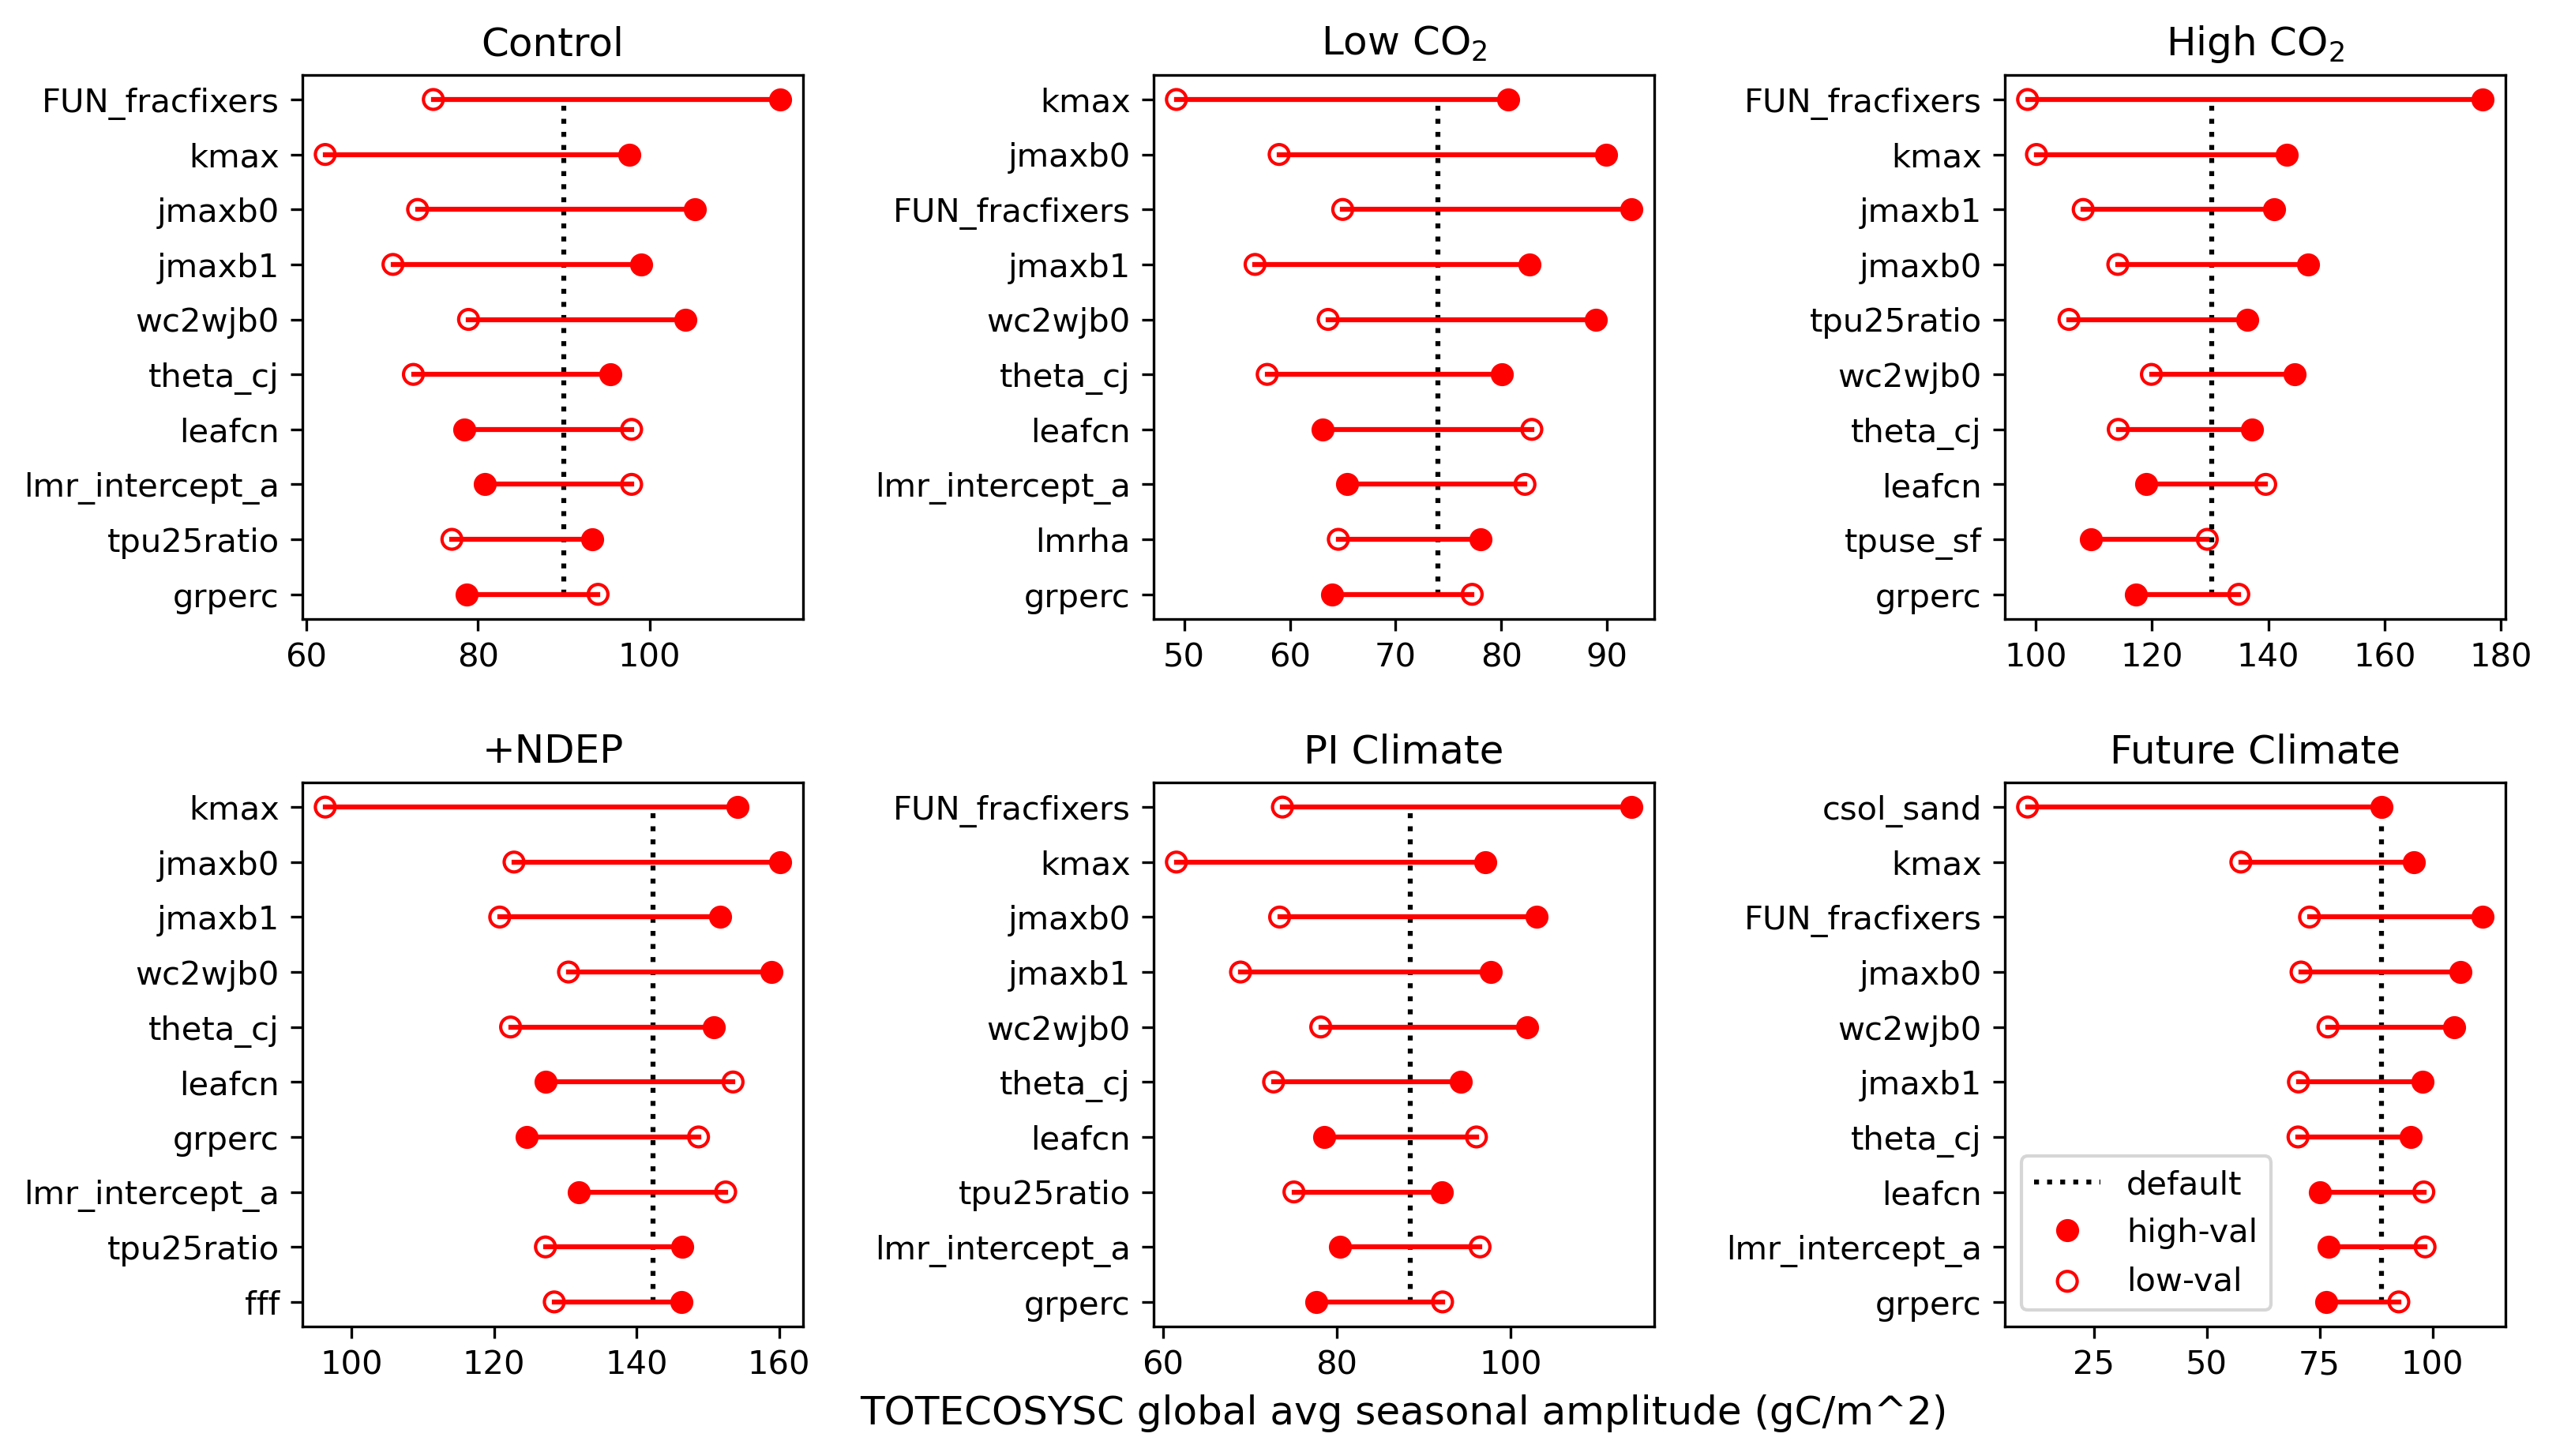 Control
FUN_fracfixers
kmax
jmaxb0
jmaxb1
wc2wjb0
theta_cj
leafcn
lmr_intercept_a
tpu25ratio
grperc
60 80 100
Low CO2
kmax
jmaxb0
FUN_fracfixers
jmaxb1
wc2wjb0
theta_cj
leafcn
lmr_intercept_a
lmrha
grperc
50 60 70 80 90
High CO2
FUN_fracfixers
kmax
jmaxb1
jmaxb0
tpu25ratio
wc2wjb0
theta_cj
leafcn
tpuse_sf
grperc
100 120 140 160 180
+NDEP
kmax
jmaxb0
jmaxb1
wc2wjb0
theta_cj
leafcn
grperc
lmr_intercept_a
tpu25ratio
fff
100 120 140 160
PI Climate
FUN_fracfixers
kmax
jmaxb0
jmaxb1
wc2wjb0
theta_cj
leafcn
tpu25ratio
lmr_intercept_a
grperc
60 80 100
Future Climate
csol_sand
kmax
FUN_fracfixers
jmaxb0
wc2wjb0
jmaxb1
theta_cj
leafcn
lmr_intercept_a
grperc
default
high-val
low-val
25 50 75 100
TOTECOSYSC global avg seasonal amplitude (gC/m^2)